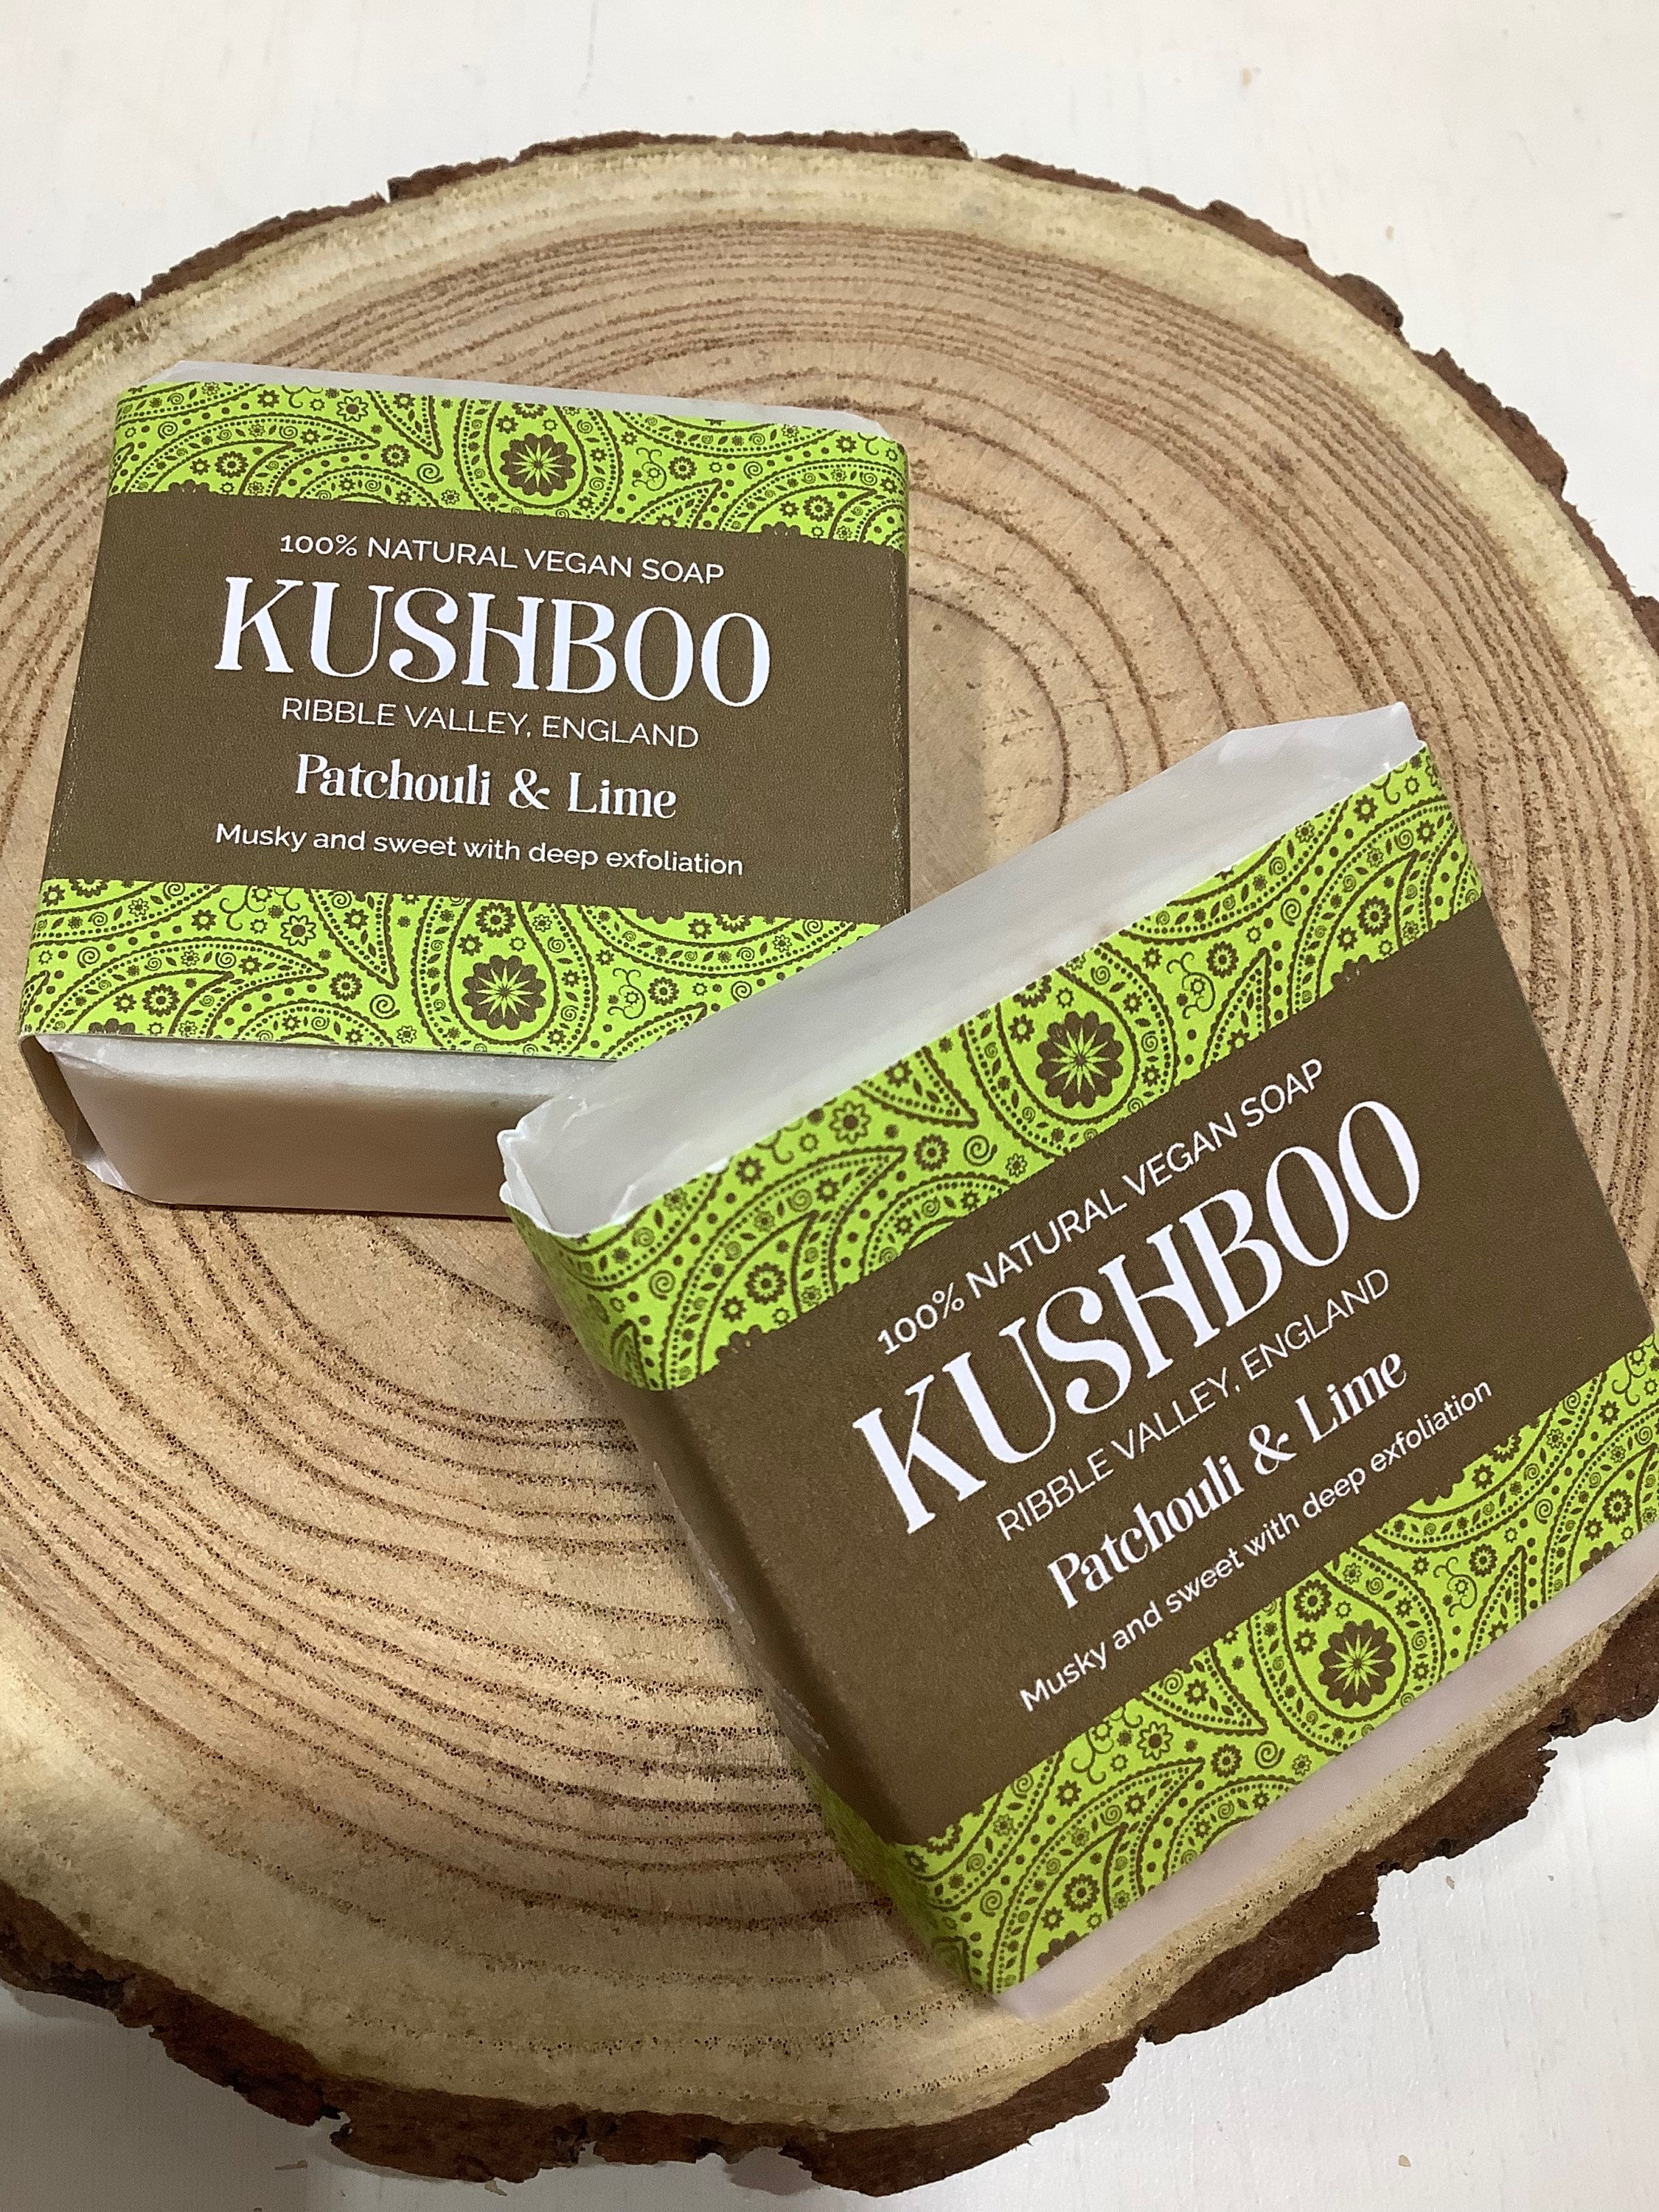 100% NATURAL VEGAN SOAP
KUSHBOO
RIBBLE VALLEY, ENGLAND
Patchouli & Lime
Musky and sweet with deep exfoliation
100% NATURAL VEGAN SOAP
KUSHBOO
RIBBLE VALLEY, ENGLAND
Patchouli & Lime
Musky and sweet with deep exfoliation